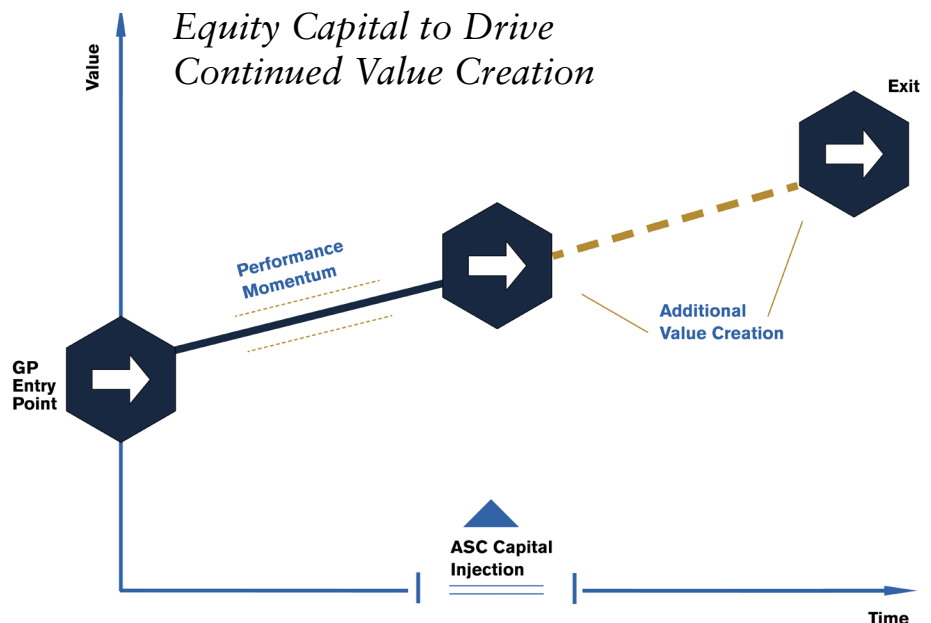 Equity Capital to Drive
Continued Value Creation
Value
Exit
Performance
Momentum
Additional
Value Creation
GP
Entry
Point
ASC Capital
Injection
Time